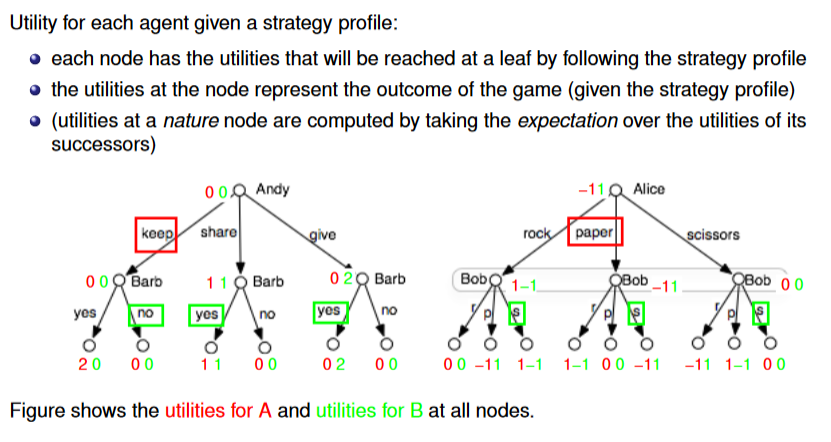 Utility for each agent given a strategy profile:
each node has the utilities that will be reached at a leaf by following the strategy profile
the utilities at the node represent the outcome of the game (given the strategy profile)
(utilities at a nature node are computed by taking the expectation over the utilities of its
successors)
0 0 Andy
keep share give
0 0 Barb 1 1 Barb 0 2 Barb
yes no yes no yes no
2 0 0 0 1 1 0 0 0 2 0 0
−1 1 Alice
rock paper scissors
Bob 1 −1 Bob −1 1 Bob 0 0
r p s r p s r p s
0 0 −1 1 1 −1 1 −1 0 0 −1 1 −1 1 1 −1 0 0
Figure shows the utilities for A and utilities for B at all nodes.